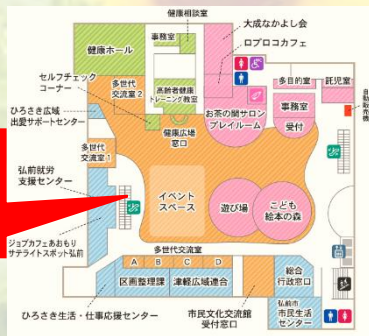 健康相談室
大成なかよし会
事務室
ロプロコカフェ
健康ホール
セルフチェック
コーナー
多世代
交流室2
高齢者健康
トレーニング教室
多目的室
託児室
自動販売機
ひろさき広域
出愛サポートセンター
健康広場
窓口
お茶の間サロン
プレイルーム
事務室
受付
多世代
交流室1
弘前就労
支援センター
イベント
スペース
遊び場
こども
絵本の森
ジョブカフェあおもり
サテライトスポット弘前
多世代交流室
A
B
C
D
区画整理課
津軽広域連合
総合
行政窓口
ひろさき生活・仕事応援センター
市民文化交流館
受付窓口
弘前市
市民生活
センター